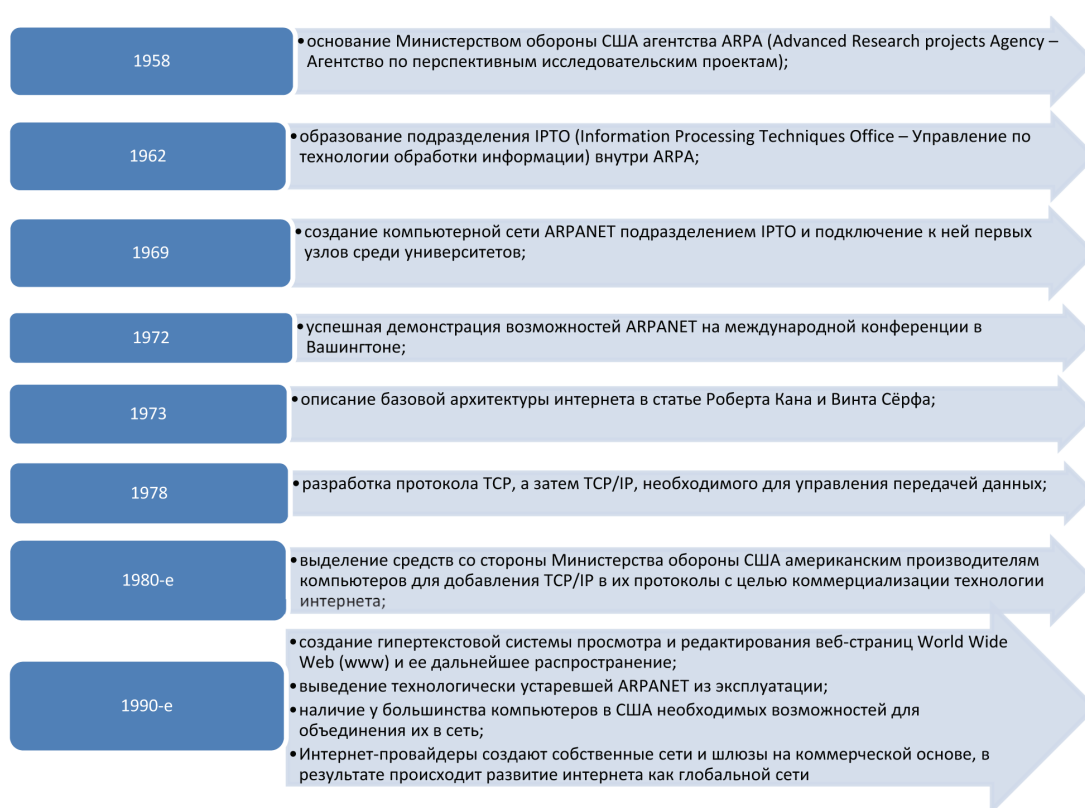 1958
•основание Министерством обороны США агентства ARPA (Advanced Research projects Agency –
Агентство по перспективным исследовательским проектам);
1962
•образование подразделения IPTO (Information Processing Techniques Office – Управление по
технологии обработки информации) внутри ARPA;
1969
•создание компьютерной сети ARPANET подразделением IPTO и подключение к ней первых
узлов среди университетов;
1972
•успешная демонстрация возможностей ARPANET на международной конференции в
Вашингтоне;
1973
•описание базовой архитектуры интернета в статье Роберта Кана и Винта Сёрфа;
1978
•разработка протокола TCP, а затем TCP/IP, необходимого для управления передачей данных;
1980-е
•выделение средств со стороны Министерства обороны США американским производителям
компьютеров для добавления TCP/IP в их протоколы с целью коммерциализации технологии
интернета;
1990-е
•создание гипертекстовой системы просмотра и редактирования веб-страниц World Wide
Web (www) и ее дальнейшее распространение;
•выведение технологически устаревшей ARPANET из эксплуатации;
•наличие у большинства компьютеров в США необходимых возможностей для
объединения их в сеть;
•Интернет-провайдеры создают собственные сети и шлюзы на коммерческой основе, в
результате происходит развитие интернета как глобальной сети